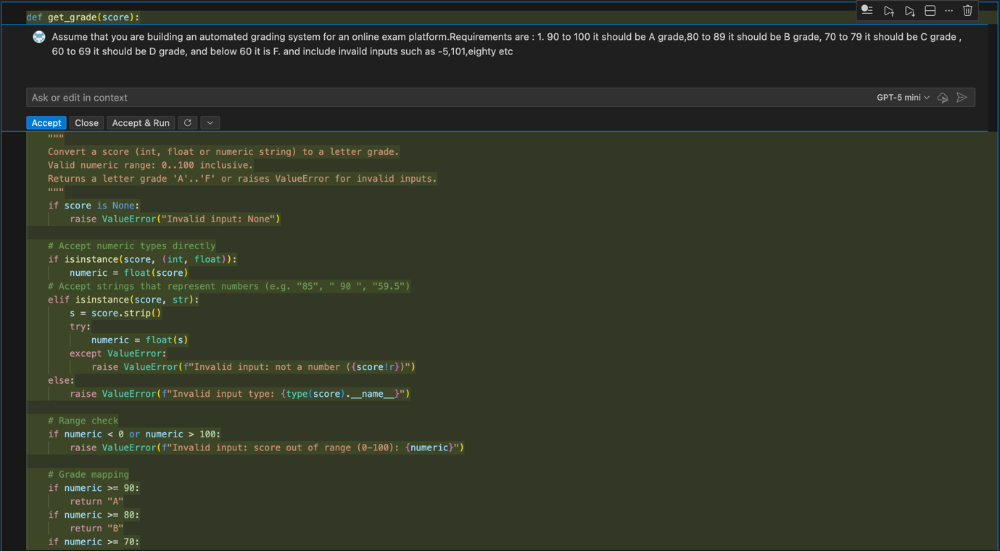 def get_grade(score):
Assume that you are building an automated grading system for an online exam platform.Requirements are : 1. 90 to 100 it should be A grade,80 to 89 it should be B grade, 70 to 79 it should be C grade ,
60 to 69 it should be D grade, and below 60 it is F. and include invaild inputs such as -5,101,eighty etc
Ask or edit in context
GPT-5 mini
Accept Close Accept & Run
"""
Convert a score (int, float or numeric string) to a letter grade.
Valid numeric range: 0..100 inclusive.
Returns a letter grade 'A'..'F' or raises ValueError for invalid inputs.
"""
if score is None:
raise ValueError("Invalid input: None")
# Accept numeric types directly
if isinstance(score, (int, float)):
numeric = float(score)
# Accept strings that represent numbers (e.g. "85", " 90 ", "59.5")
elif isinstance(score, str):
s = score.strip()
try:
numeric = float(s)
except ValueError:
raise ValueError(f"Invalid input: not a number ({score!r})")
else:
raise ValueError(f"Invalid input type: {type(score).__name__}")
# Range check
if numeric < 0 or numeric > 100:
raise ValueError(f"Invalid input: score out of range (0–100): {numeric}")
# Grade mapping
if numeric >= 90:
return "A"
if numeric >= 80:
return "B"
if numeric >= 70: